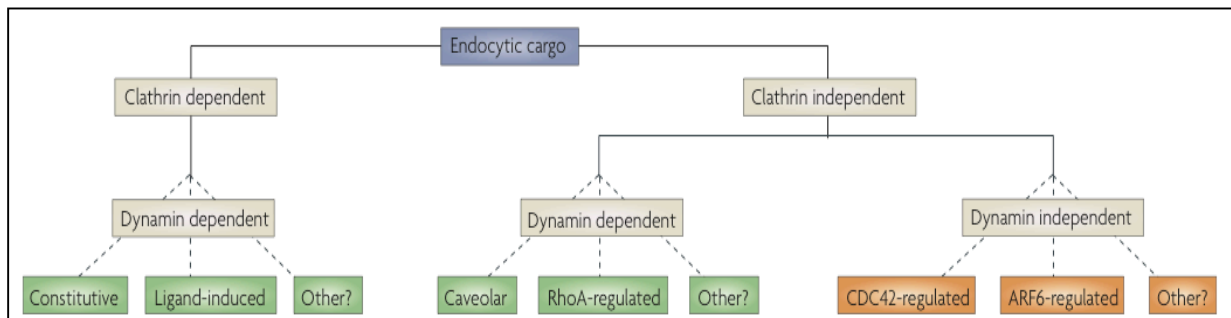 Endocytic cargo
Clathrin dependent
Clathrin independent
Dynamin dependent
Dynamin dependent
Dynamin independent
Constitutive
Ligand-induced
Other?
Caveolar
RhoA-regulated
Other?
CDC42-regulated
ARF6-regulated
Other?